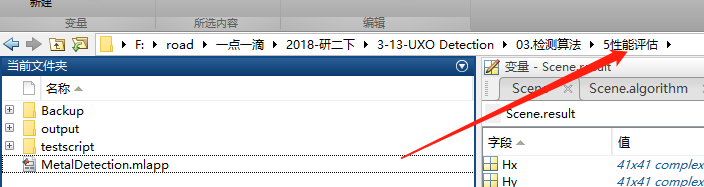 新建
变量
所选内容
编辑
F: road 一点一滴 2018-研二下 3-13-UXO Detection 03.检测算法 5性能评估
当前文件夹
变量 - Scene.result
名称
Scene
Scene.algorithm
Backup
Scene.result
output
字段
值
testscript
Hx
41x41 complex
MetalDetection.mlapp
Hy
41x41 complex